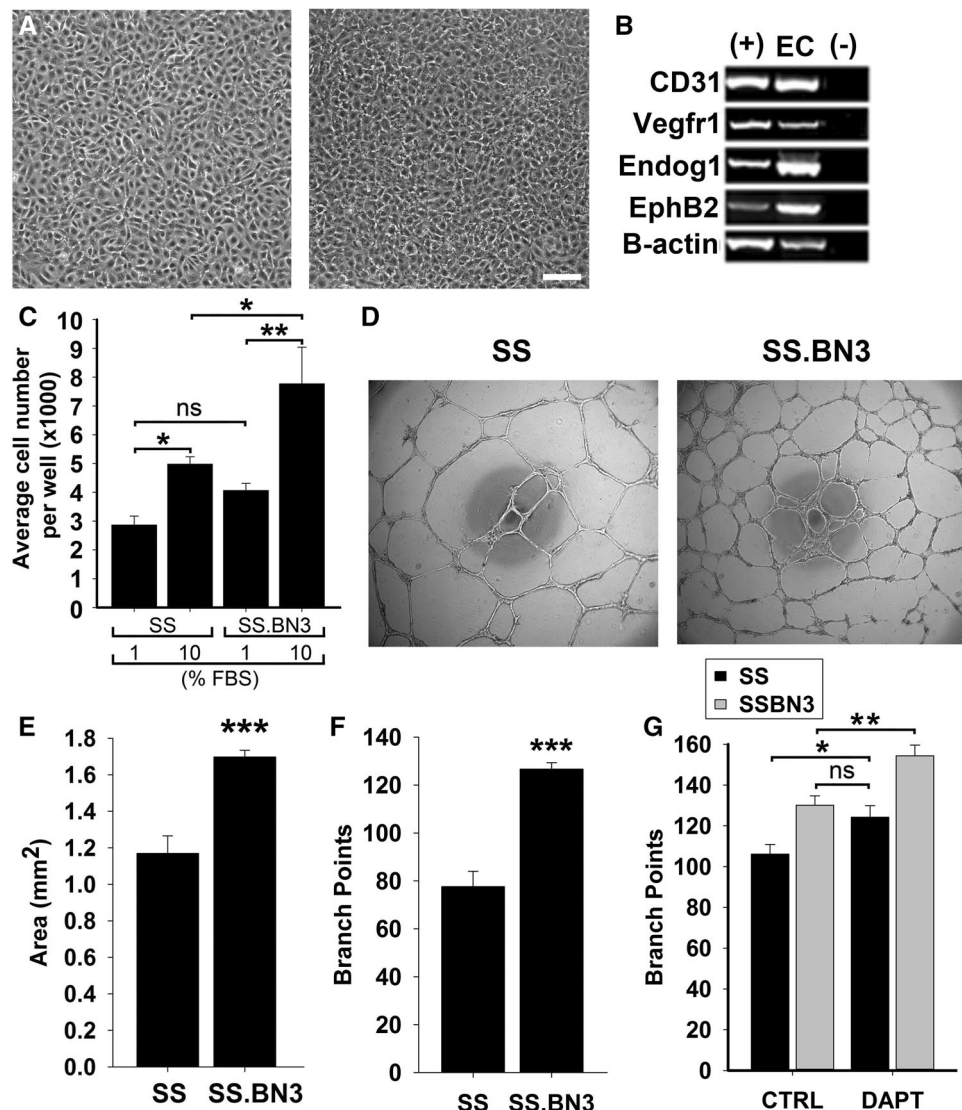 A
B
(+) EC (-)
CD31
Vegfr1
Endog1
EphB2
B-actin
C
Average cell number
per well (x1000)
10
9
8
7
6
5
4
3
2
1
0
*
**
ns
*
SS SS.BN3
1 10 1 10
(% FBS)
D
SS SS.BN3
E
Area (mm2)
1.8
1.6
1.4
1.2
1.0
0.8
0.6
0.4
0.2
0.0
***
SS SS.BN3
F
Branch Points
140
120
100
80
60
40
20
0
***
SS SS.BN3
SS
SSBN3
G
Branch Points
160
140
120
100
80
60
40
20
0
**
*
ns
CTRL DAPT